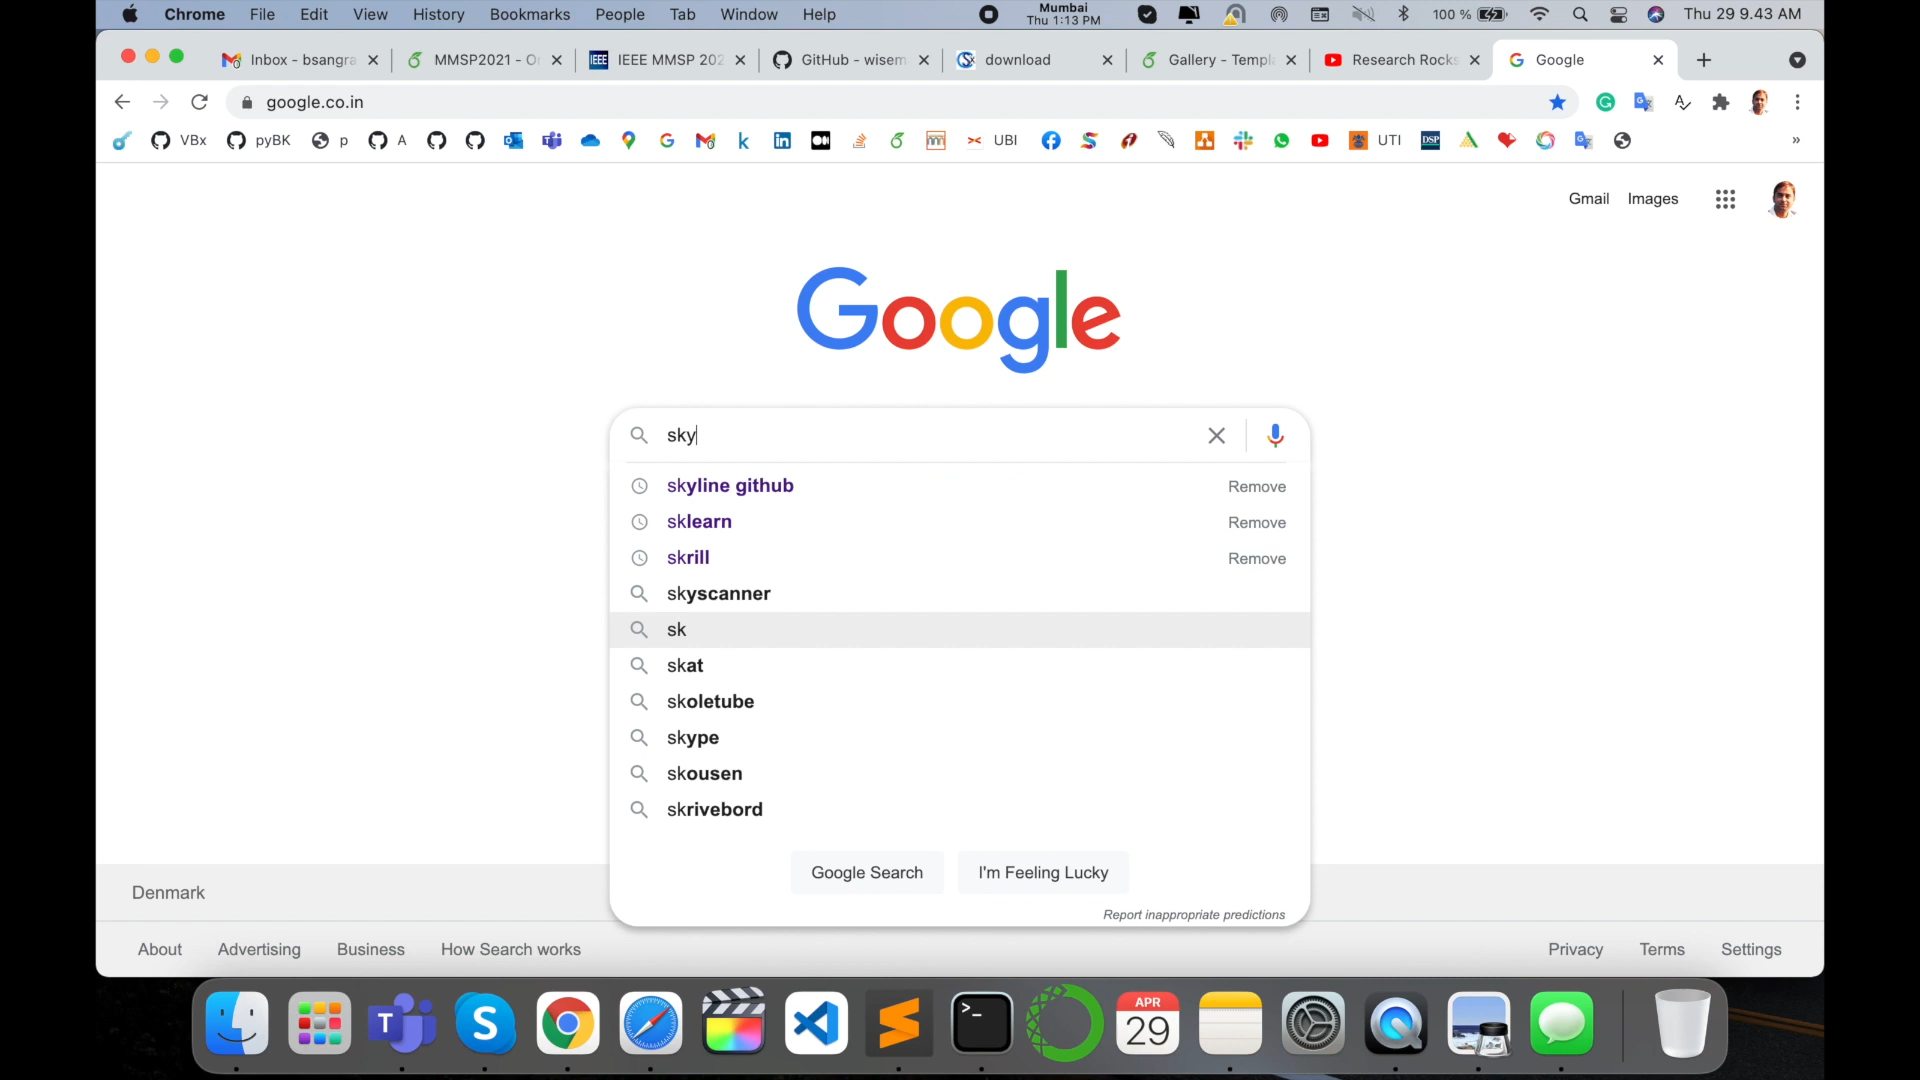 Chrome File Edit View History Bookmarks People Tab Window Help
Mumbai
Thu 1:13 PM
100 %
Thu 29 9.43 AM
Inbox - bsangra
MMSP2021 - O
IEEE IEEE MMSP 202
GitHub - wisem
download
Gallery - Templ
Research Rocks
Google
google.co.in
VBx
pyBK
p
A
k
in
UBI
UTI
DSP
»
Gmail Images
Google
sky
skyline github Remove
sklearn Remove
skrill Remove
skyscanner
sk
skat
skoletube
skype
skousen
skrivebord
Google Search I'm Feeling Lucky
Report inappropriate predictions
Denmark
About Advertising Business How Search works Privacy Terms Settings
T
S
>_
APR
29